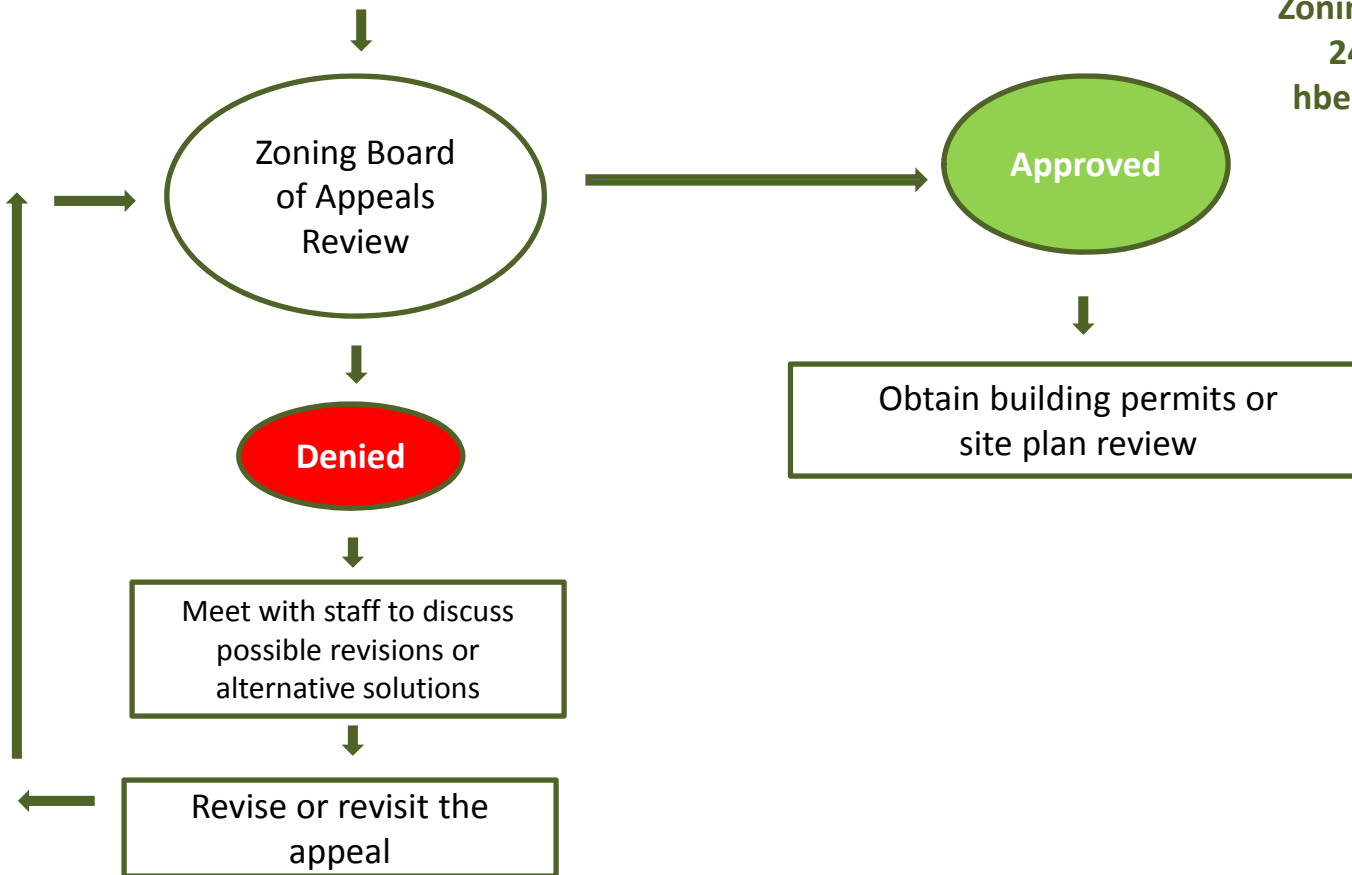 Zoning Board
of Appeals
Review
Approved
Obtain building permits or
site plan review
Denied
Meet with staff to discuss
possible revisions or
alternative solutions
Revise or revisit the
appeal